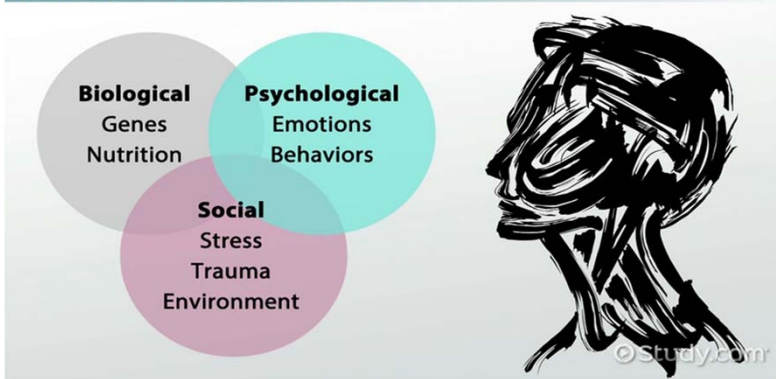 Biological
Genes
Nutrition
Psychological
Emotions
Behaviors
Social
Stress
Trauma
Environment
© Study.com